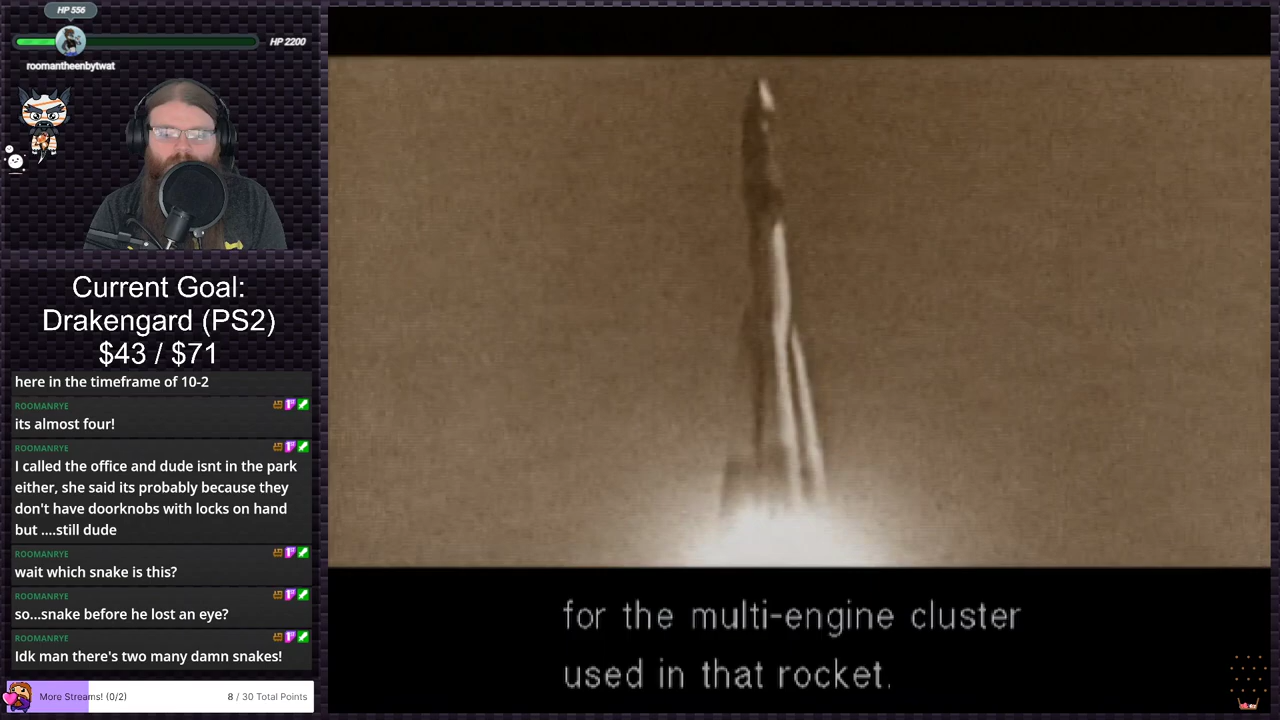 HP 556
HP 2200
roomantheenbytwat
Current Goal:
Drakengard (PS2)
$43 / $71
here in the timeframe of 10-2
ROOMANRYE
its almost four!
ROOMANRYE
I called the office and dude isnt in the park
either, she said its probably because they
don't have doorknobs with locks on hand
but ....still dude
ROOMANRYE
wait which snake is this?
ROOMANRYE
so...snake before he lost an eye?
ROOMANRYE
Idk man there's two many damn snakes!
More Streams! (0/2)
8 / 30 Total Points
for the multi-engine cluster
used in that rocket.